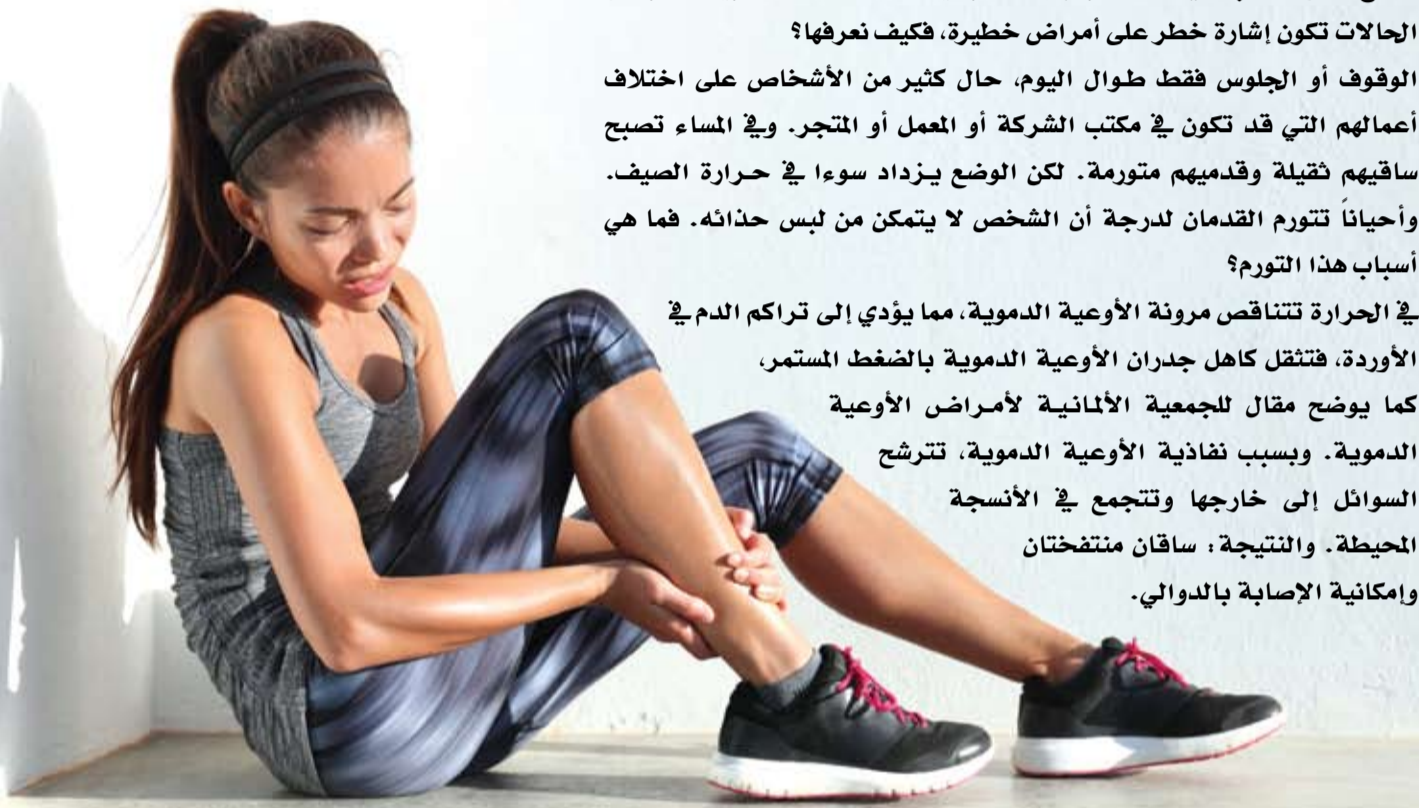 الحالات تكون إشارة خطر على أمراض خطيرة، فكيف نعرفها؟
الوقوف أو الجلوس فقط طوال اليوم، حال كثير من الأشخاص على اختلاف
أعمالهم التي قد تكون في مكتب الشركة أو المعمل أو المتجر. وفي المساء تصبح
ساقيهم ثقيلة وقدميهم متورمة. لكن الوضع يزداد سوءا في حرارة الصيف.
وأحياناً تتورم القدمان لدرجة أن الشخص لا يتمكن من لبس حذائه. فما هي
أسباب هذا التورم؟
في الحرارة تتناقص مرونة الأوعية الدموية، مما يؤدي إلى تراكم الدم في
الأوردة، فتثقل كاهل جدران الأوعية الدموية بالضغط المستمر،
كما يوضح مقال للجمعية الألمانية لأمراض الأوعية
الدموية. وبسبب نفاذية الأوعية الدموية، تترشح
السوائل إلى خارجها وتتجمع في الأنسجة
المحيطة. والنتيجة: ساقان منتفختان
وإمكانية الإصابة بالدوالي.